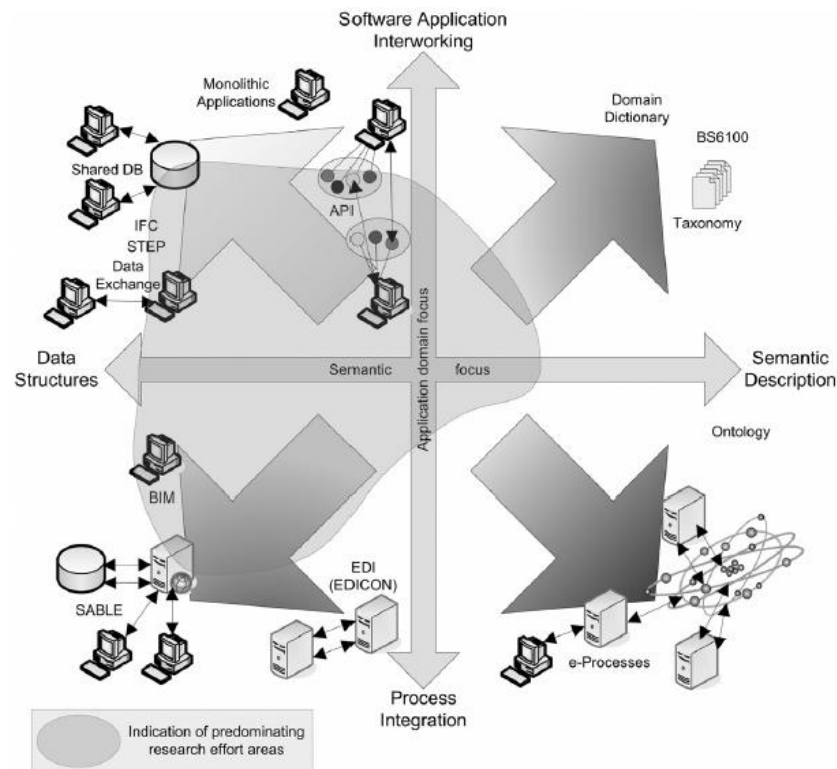 Software Application
Interworking
Monolithic
Applications
Domain
Dictionary
BS6100
Shared DB
Taxonomy
API
IFC
STEP
Data
Exchange
Data
Structures
Semantic focus
Application domain focus
Semantic
Description
Ontology
BIM
EDI
(EDICON)
SABLE
e-Processes
Process
Integration
Indication of predominating
research effort areas